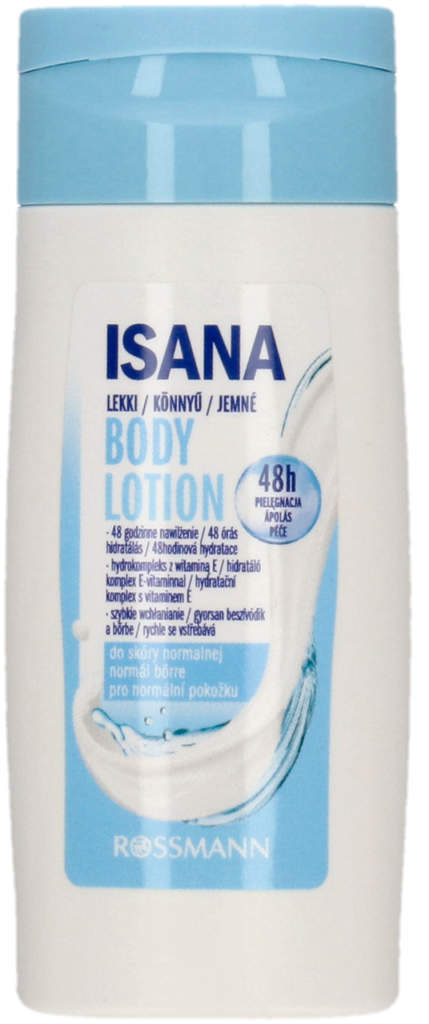 ISANA
LEKKI / KÖNNYŰ / JEMNÉ
BODY
LOTION
48h
PIELĘGNACJA
ÁPOLÁS
PÉČE
· 48 godzinne nawilżenie / 48 órás
hidratálás / 48hodinová hydratace
· hydrokompleks z witaminą E / hidratáló
komplex E-vitaminnal / hydratační
komplex s vitaminem E
· szybkie wchłanianie / gyorsan beszívódik
a bőrbe / rychle se vstřebává
do skóry normalnej
normál bőrre
pro normální pokožku
ROSSMANN